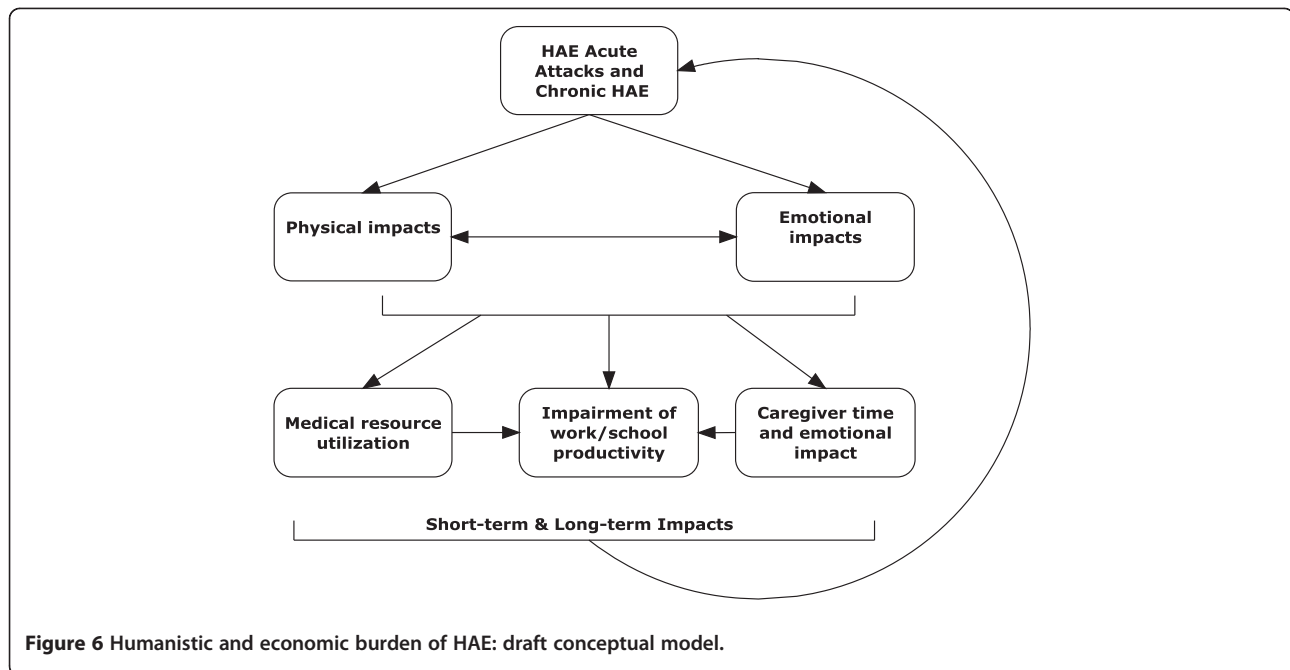 HAE Acute
Attacks and
Chronic HAE
Physical impacts
Emotional
impacts
Medical resource
utilization
Impairment of
work/school
productivity
Caregiver time
and emotional
impact
Short-term & Long-term Impacts
Figure 6 Humanistic and economic burden of HAE: draft conceptual model.